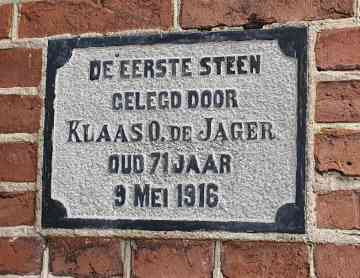 DE EERSTE STEEN
GELEGD DOOR
KLAAS O. DE JAGER
OUD 71 JAAR
9 MEI 1916